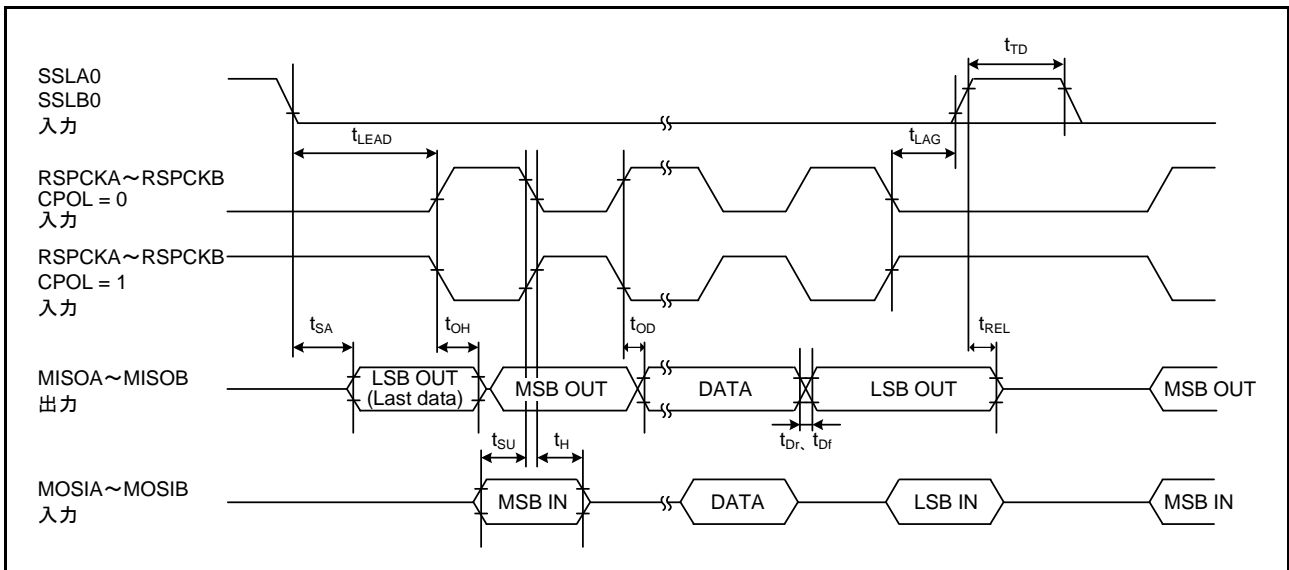 SSLA0
SSLB0
入力
tTD
tLEAD
tLAG
RSPCKA～RSPCKB
CPOL = 0
入力
RSPCKA～RSPCKB
CPOL = 1
入力
tSA
tOH
tOD
tREL
MISOA～MISOB
出力
LSB OUT
(Last data)
MSB OUT
DATA
LSB OUT
MSB OUT
tSU
tH
tDr、tDf
MOSIA～MOSIB
入力
MSB IN
DATA
LSB IN
MSB IN